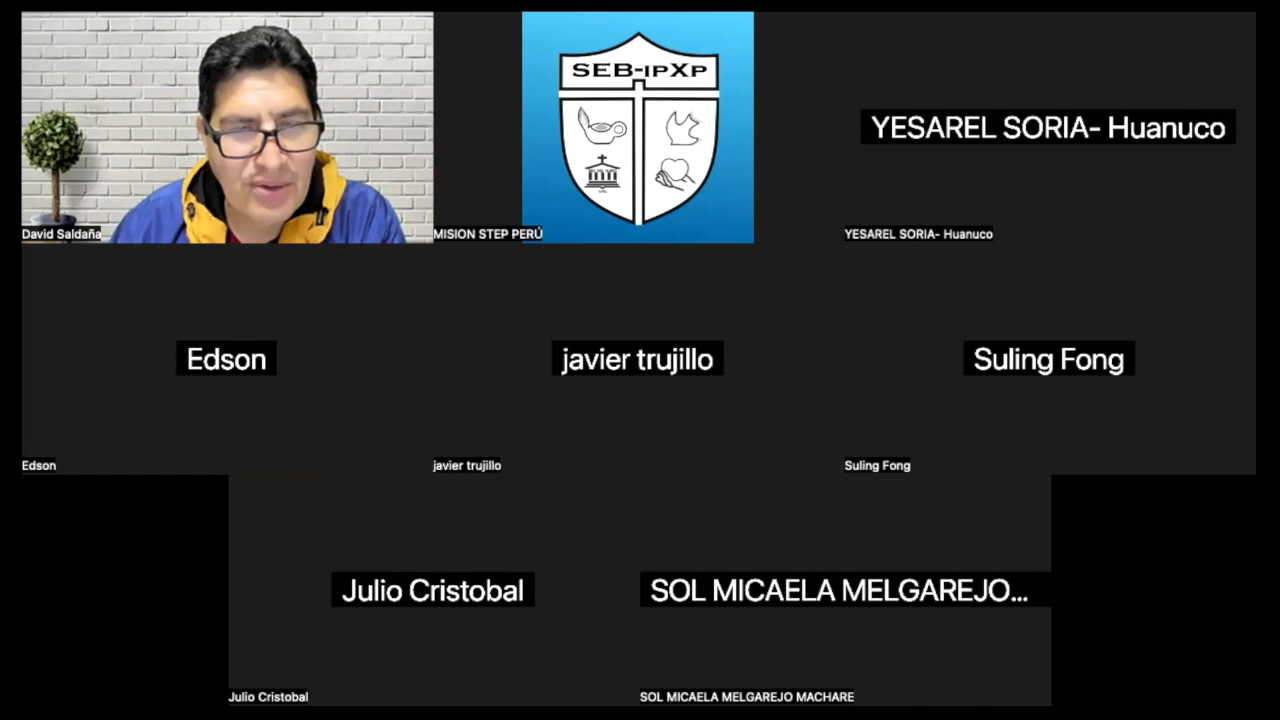 SEB-IPXP
YESAREL SORIA- Huanuco
David Saldaña
MISION STEP PERÚ
YESAREL SORIA- Huanuco
Edson
javier trujillo
Suling Fong
Edson
javier trujillo
Suling Fong
Julio Cristobal
SOL MICAELA MELGAREJO...
Julio Cristobal
SOL MICAELA MELGAREJO MACHARE